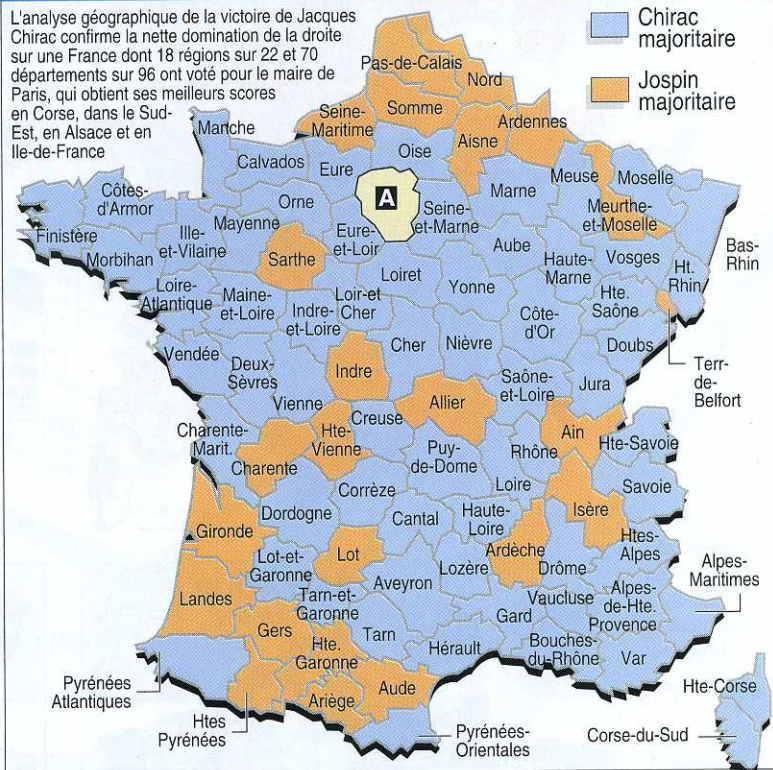 L'analyse géographique de la victoire de Jacques
Chirac confirme la nette domination de la droite
sur une France dont 18 régions sur 22 et 70
départements sur 96 ont voté pour le maire de
Paris, qui obtient ses meilleurs scores
en Corse, dans le Sud-
Est, en Alsace et en
Ile-de-France
Chirac
majoritaire
Jospin
majoritaire
Pas-de-Calais
Nord
Somme
Seine-
Maritime
Aisne
Ardennes
Manche
Calvados
Eure
Oise
Marne
Meuse
Moselle
Meurthe-
et-Moselle
Bas-
Rhin
Côtes-
d'Armor
Finistère
Morbihan
Ille-
et-Vilaine
Mayenne
Orne
Sarthe
Eure-
et-Loir
A
Seine-
et-Marne
Aube
Haute-
Marne
Vosges
Ht.
Rhin
Loire-
Atlantique
Maine-
et-Loire
Indre-
et-Loire
Loir-et
Cher
Loiret
Yonne
Côte-
d'Or
Hte.
Saône
Doubs
Terr-
de-
Belfort
Vendée
Deux-
Sèvres
Vienne
Indre
Cher
Nièvre
Saône-
et-Loire
Jura
Charente-
Marit.
Charente
Hte-
Vienne
Creuse
Allier
Puy-
de-Dome
Loire
Rhône
Ain
Hte-Savoie
Savoie
Isère
Gironde
Dordogne
Corrèze
Cantal
Haute-
Loire
Ardèche
Drôme
Htes-
Alpes
Alpes-
Maritimes
Landes
Lot-et-
Garonne
Lot
Tarn-et-
Garonne
Aveyron
Lozère
Gard
Vaucluse
Alpes-
de-Hte.
Provence
Gers
Hte.
Garonne
Tarn
Hérault
Bouches-
du-Rhône
Var
Pyrénées
Atlantiques
Htes
Pyrénées
Ariège
Aude
Pyrénées-
Orientales
Hte-Corse
Corse-du-Sud